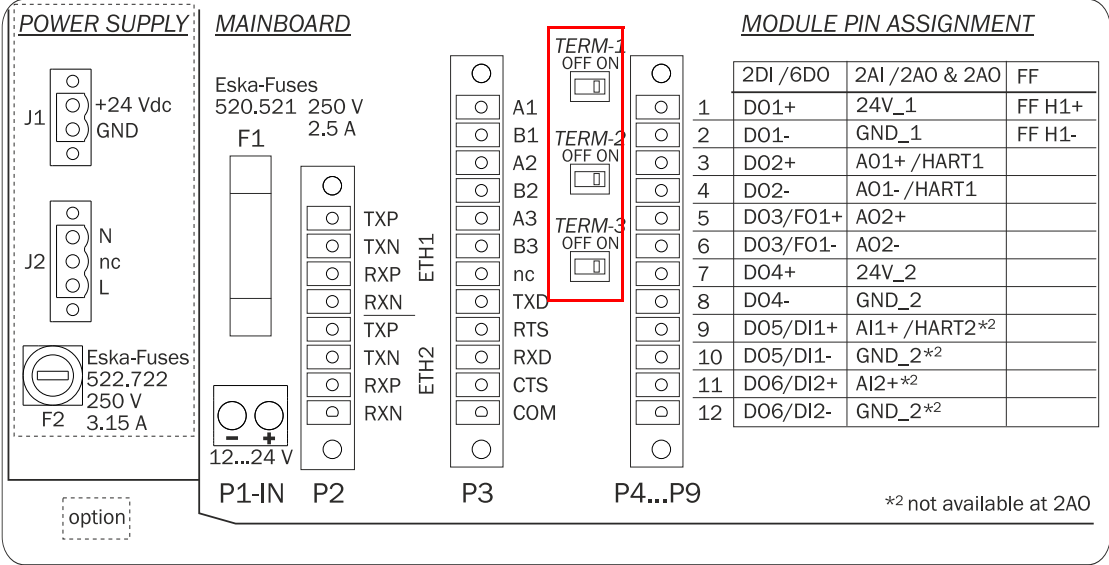 POWER SUPPLY
J1
+24 Vdc
GND
J2
N
nc
L
Eska-Fuses
522.722
250 V
3.15 A
F2
option
MAINBOARD
Eska-Fuses
520.521 250 V
2.5 A
F1
12...24 V
- +
P1-IN
TXP
TXN
RXP
RXN
ETH1
TXP
TXN
RXP
RXN
ETH2
P2
A1
B1
A2
B2
A3
B3
nc
TXD
RTS
RXD
CTS
COM
P3
TERM-1
OFF ON
TERM-2
OFF ON
TERM-3
OFF ON
P4...P9
MODULE PIN ASSIGNMENT
2DI /6DO 2AI /2AO & 2AO FF
1 DO1+ 24V_1 FF H1+
2 DO1- GND_1 FF H1-
3 DO2+ AO1+ /HART1
4 DO2- AO1- /HART1
5 DO3/FO1+ AO2+
6 DO3/FO1- AO2-
7 DO4+ 24V_2
8 DO4- GND_2
9 DO5/DI1+ AI1+ /HART2*2
10 DO5/DI1- GND_2*2
11 DO6/DI2+ AI2+*2
12 DO6/DI2- GND_2*2
*2 not available at 2AO